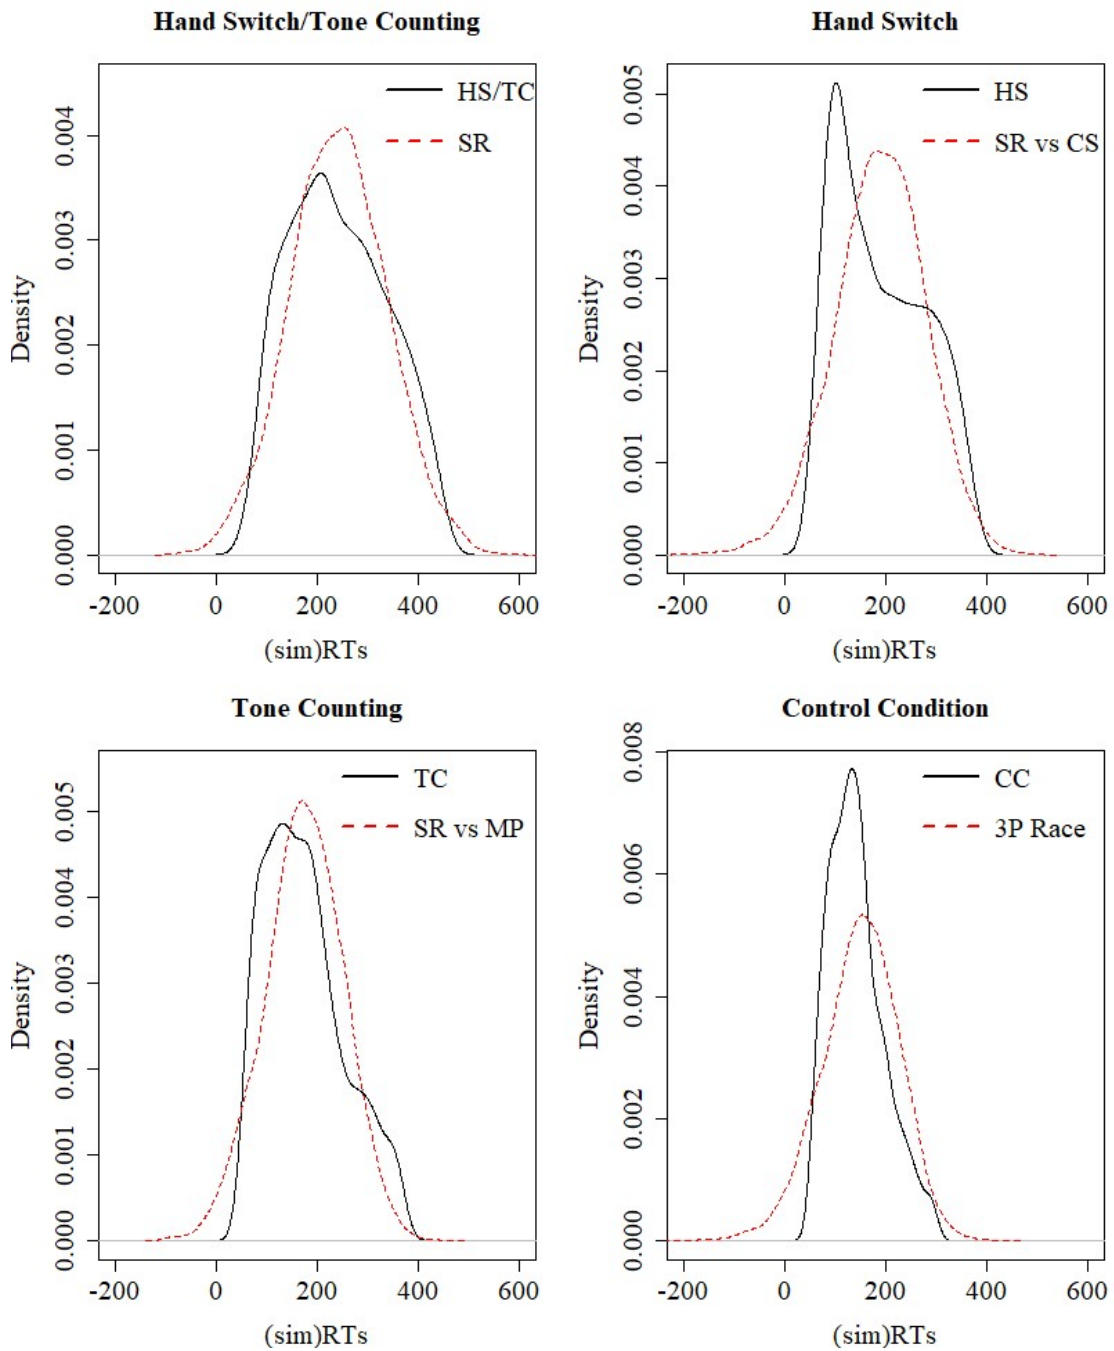 Hand Switch/Tone Counting
HS/TC
SR
Density
0.000 0.001 0.002 0.003 0.004
-200 0 200 400 600
(sim)RTs
Hand Switch
HS
SR vs CS
Density
0.000 0.001 0.002 0.003 0.004 0.005
-200 0 200 400 600
(sim)RTs
Tone Counting
TC
SR vs MP
Density
0.000 0.001 0.002 0.003 0.004 0.005
-200 0 200 400 600
(sim)RTs
Control Condition
CC
3P Race
Density
0.000 0.002 0.004 0.006 0.008
-200 0 200 400 600
(sim)RTs